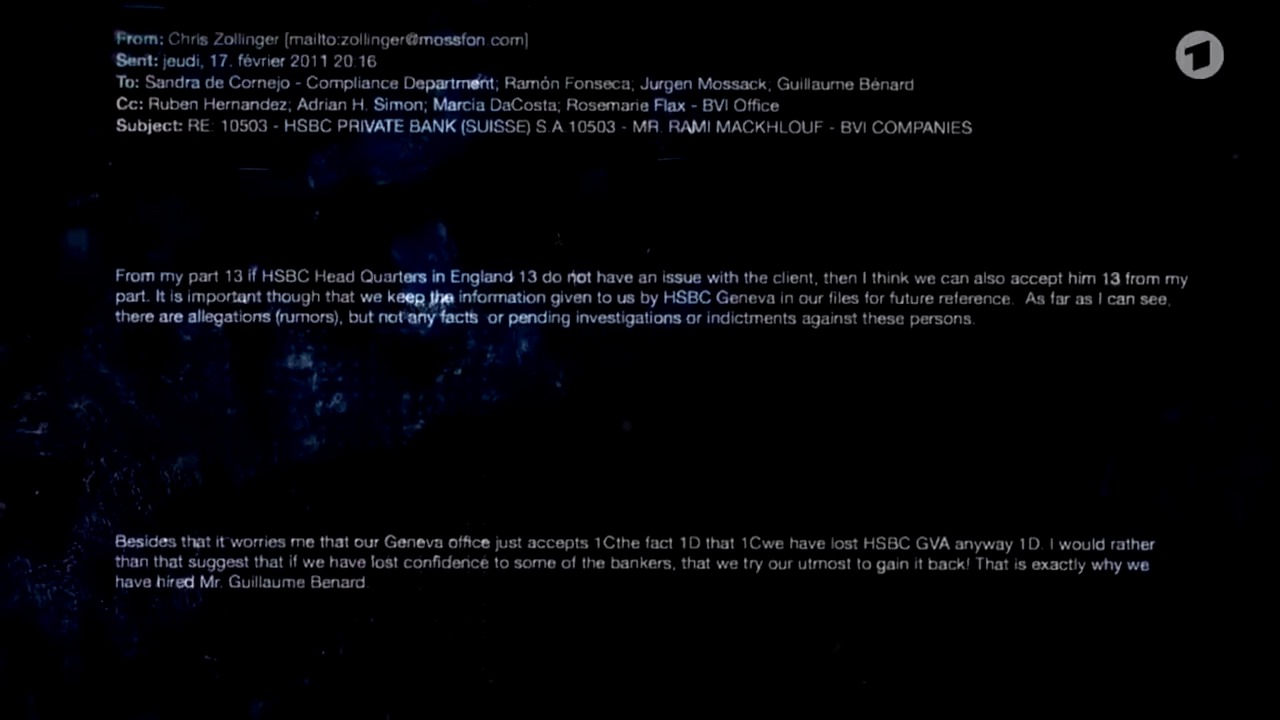 From: Chris Zollinger [mailto:zollinger@mossfon.com]
Sent: jeudi, 17. février 2011 20:16
To: Sandra de Cornejo - Compliance Department; Ramón Fonseca; Jurgen Mossack; Guillaume Bénard
Cc: Ruben Hernandez; Adrian H. Simon; Marcia DaCosta; Rosemarie Flax - BVI Office
Subject: RE: 10503 - HSBC PRIVATE BANK (SUISSE) S.A.10503 - MR. RAMI MACKHLOUF - BVI COMPANIES
From my part 13 if HSBC Head Quarters in England 13 do not have an issue with the client, then I think we can also accept him 13 from my
part. It is important though that we keep the information given to us by HSBC Geneva in our files for future reference. As far as I can see,
there are allegations (rumors), but not any facts or pending investigations or indictments against these persons.
Besides that it worries me that our Geneva office just accepts 1Cthe fact 1D that 1Cwe have lost HSBC GVA anyway 1D. I would rather
than that suggest that if we have lost confidence to some of the bankers, that we try our utmost to gain it back! That is exactly why we
have hired Mr. Guillaume Benard.
1